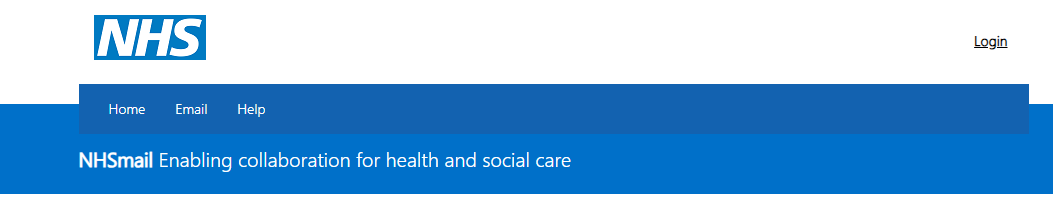 NHS
Login
Home Email Help
NHSmail Enabling collaboration for health and social care